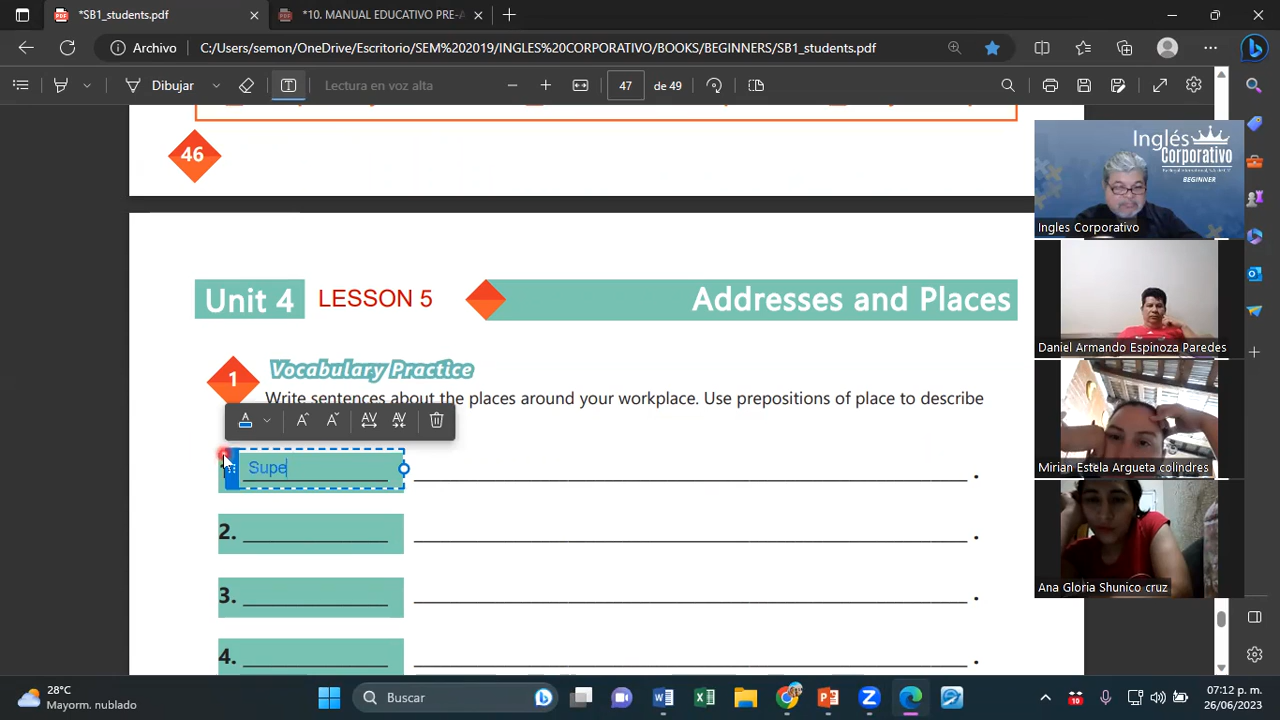 *SB1_students.pdf
*10. MANUAL EDUCATIVO PRE-A
Archivo
C:/Users/semon/OneDrive/Escritorio/SEM%202019/INGLES%20CORPORATIVO/BOOKS/BEGINNERS/SB1_students.pdf
Dibujar
Lectura en voz alta
47
de 49
46
Inglés
Corporativo
BEGINNER
Ingles Corporativo
Daniel Armando Espinoza Paredes
Mirian Estela Argueta colindres
Ana Gloria Shunico cruz
Unit 4
LESSON 5
Addresses and Places
1
Vocabulary Practice
Write sentences about the places around your workplace. Use prepositions of place to describe
Supe
2.
3.
4.
28°C
Mayorm. nublado
Buscar
10
07:12 p. m.
26/06/2023